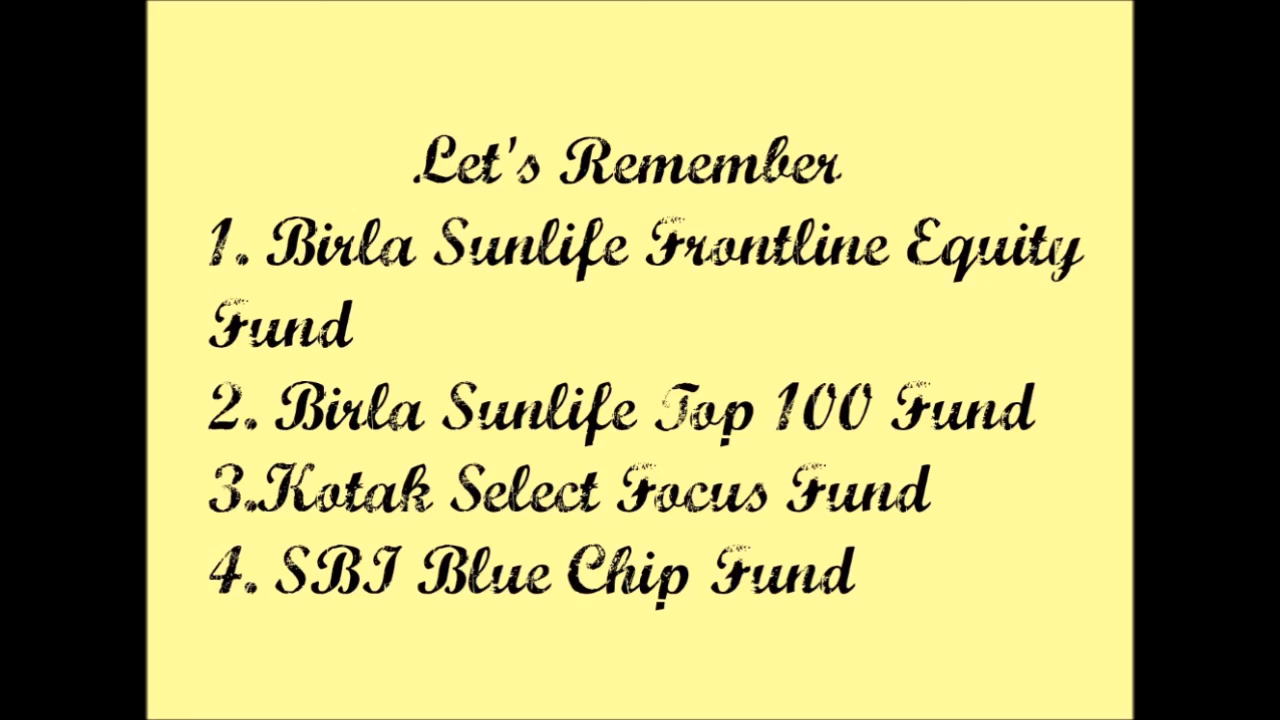 Let's Remember
1. Birla Sunlife Frontline Equity
Fund
2. Birla Sunlife Top 100 Fund
3.Kotak Select Focus Fund
4. SBI Blue Chip Fund